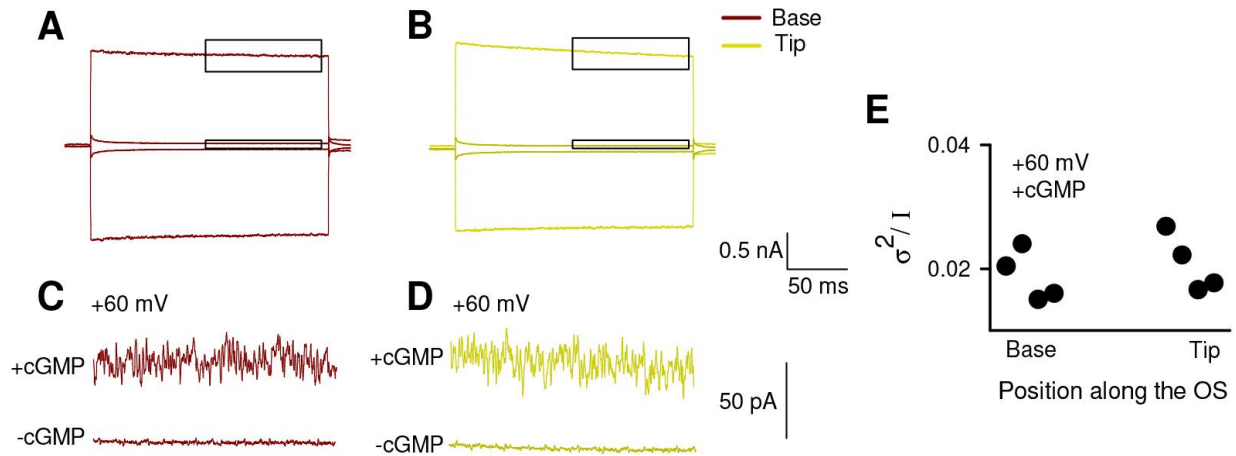 A
B
Base
Tip
E
0.04
+60 mV
+cGMP
σ²/ I
0.02
Base
Tip
Position along the OS
0.5 nA
50 ms
C
+60 mV
+cGMP
-cGMP
D
+60 mV
+cGMP
-cGMP
50 pA